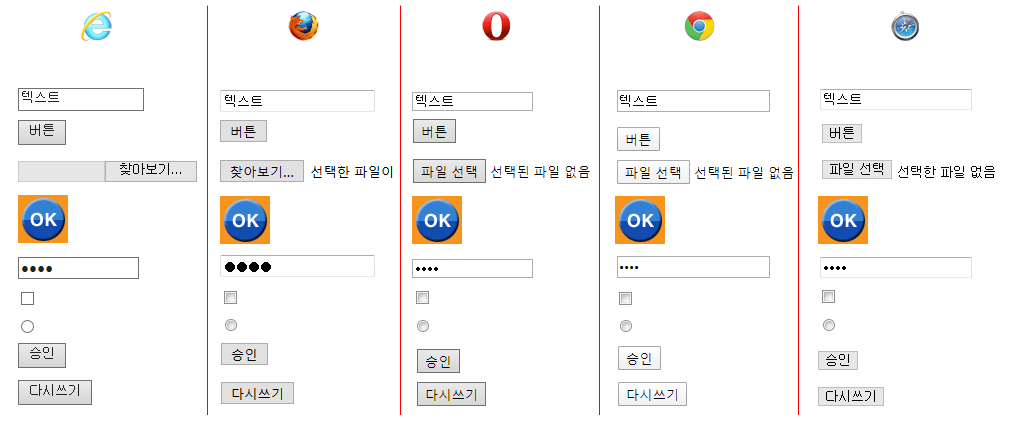 텍스트 텍스트 텍스트 텍스트 텍스트
버튼 버튼 버튼 버튼 버튼
찾아보기... 찾아보기... 선택한 파일이 파일 선택 선택된 파일 없음 파일 선택 선택된 파일 없음 파일 선택 선택한 파일 없음
OK OK OK OK OK
승인 승인 승인 승인 승인
다시쓰기 다시쓰기 다시쓰기 다시쓰기 다시쓰기